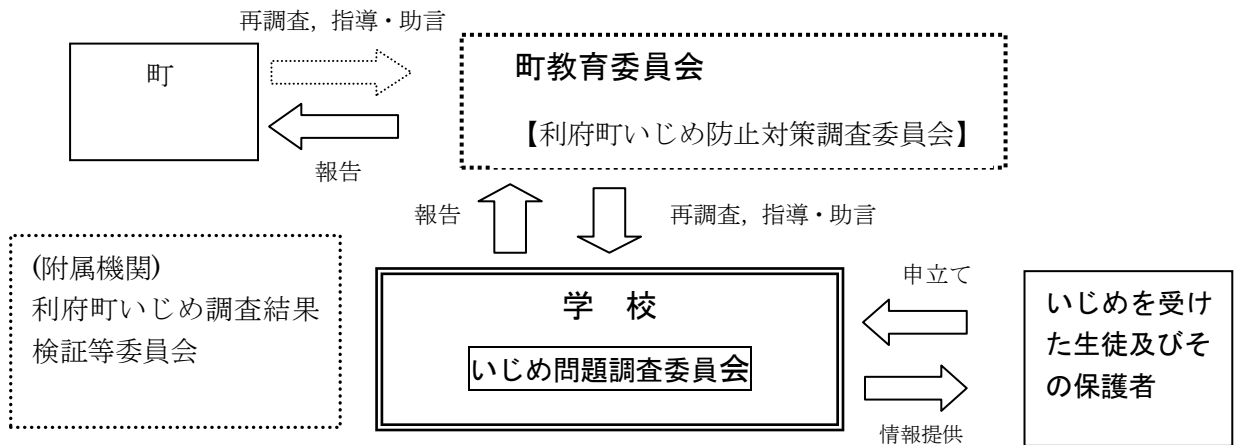 再調査，指導・助言
町
町教育委員会
【利府町いじめ防止対策調査委員会】
報告
報告
再調査，指導・助言
(附属機関)
利府町いじめ調査結果
検証等委員会
学　校
いじめ問題調査委員会
申立て
情報提供
いじめを受け
た生徒及びそ
の保護者